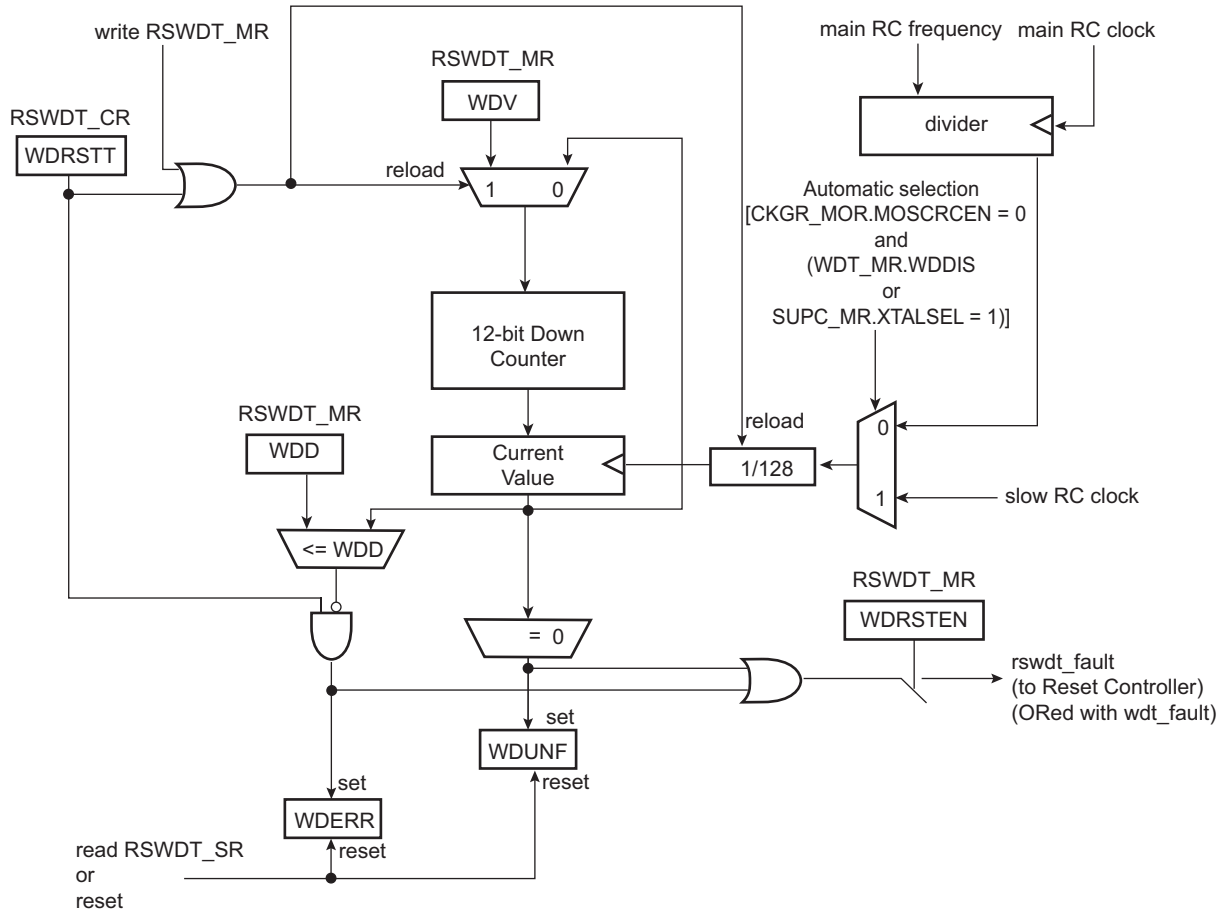 write RSWDT_MR
main RC frequency
main RC clock
RSWDT_MR
WDV
divider
RSWDT_CR
WDRSTT
reload
1 0
Automatic selection
[CKGR_MOR.MOSCRCEN = 0
and
(WDT_MR.WDDIS
or
SUPC_MR.XTALSEL = 1)]
12-bit Down
Counter
RSWDT_MR
WDD
Current
Value
reload
1/128
0
1
slow RC clock
<= WDD
RSWDT_MR
WDRSTEN
= 0
rswdt_fault
(to Reset Controller)
(ORed with wdt_fault)
set
WDUNF
reset
set
WDERR
reset
read RSWDT_SR
or
reset